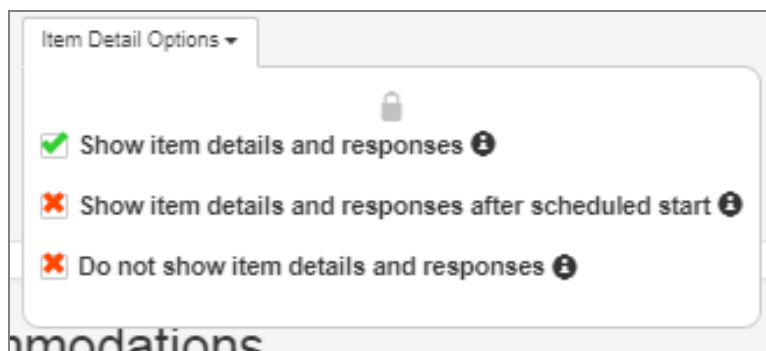 Item Detail Options
Show item details and responses
Show item details and responses after scheduled start
Do not show item details and responses
mmodations